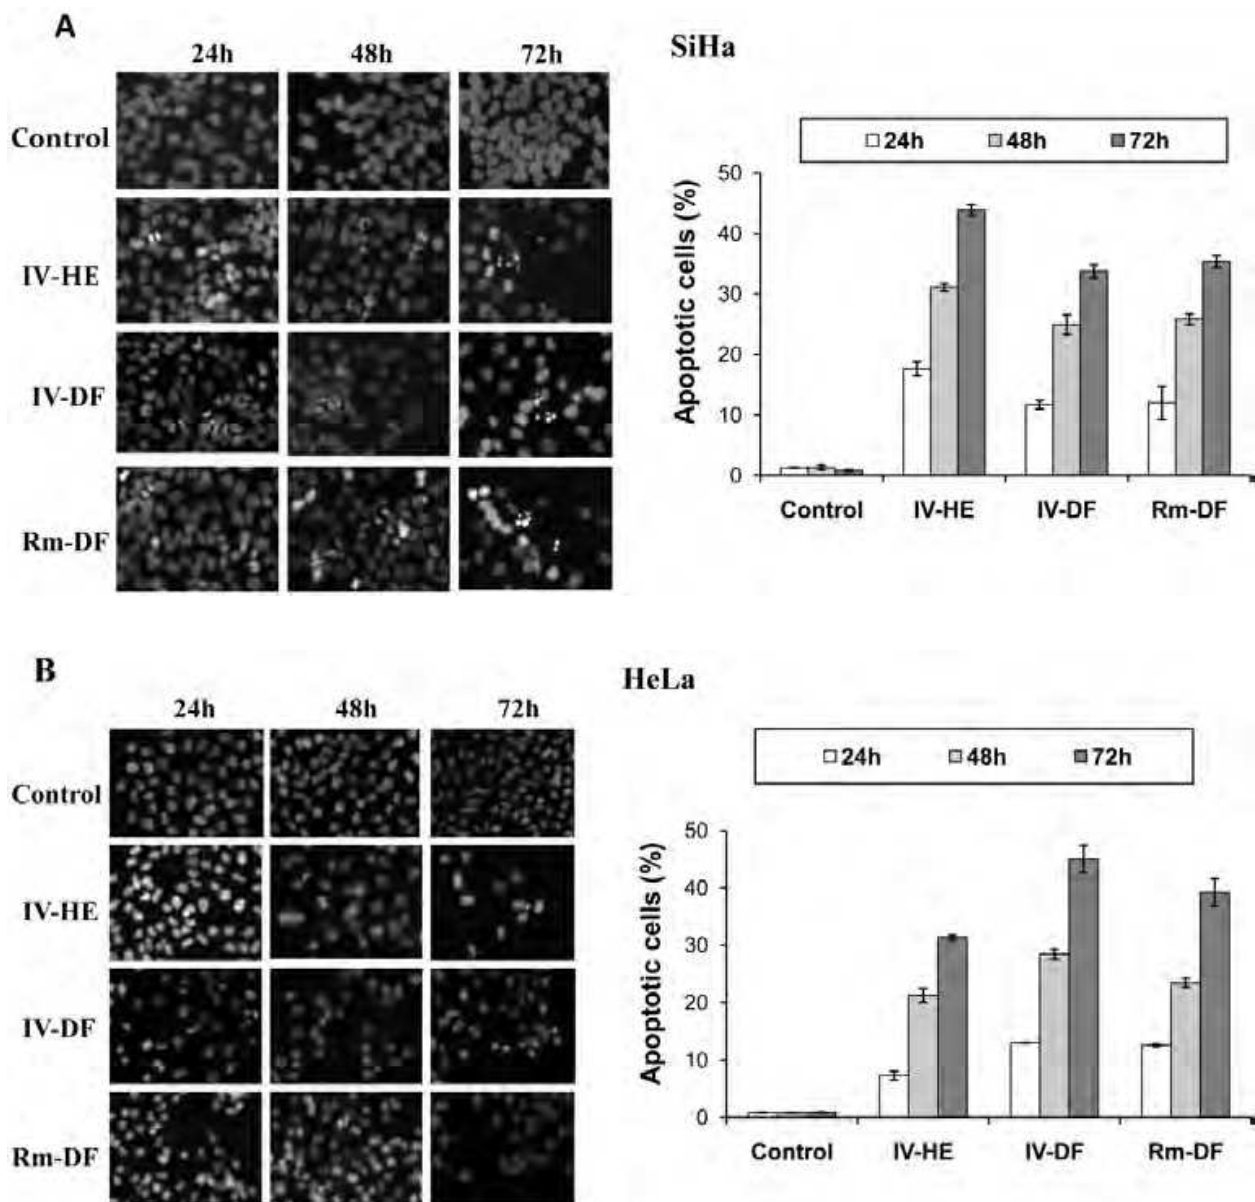 A
24h 48h 72h
Control
IV-HE
IV-DF
Rm-DF
SiHa
24h 48h 72h
Apoptotic cells (%)
50
40
30
20
10
0
Control IV-HE IV-DF Rm-DF
B
24h 48h 72h
Control
IV-HE
IV-DF
Rm-DF
HeLa
24h 48h 72h
Apoptotic cells (%)
50
40
30
20
10
0
Control IV-HE IV-DF Rm-DF